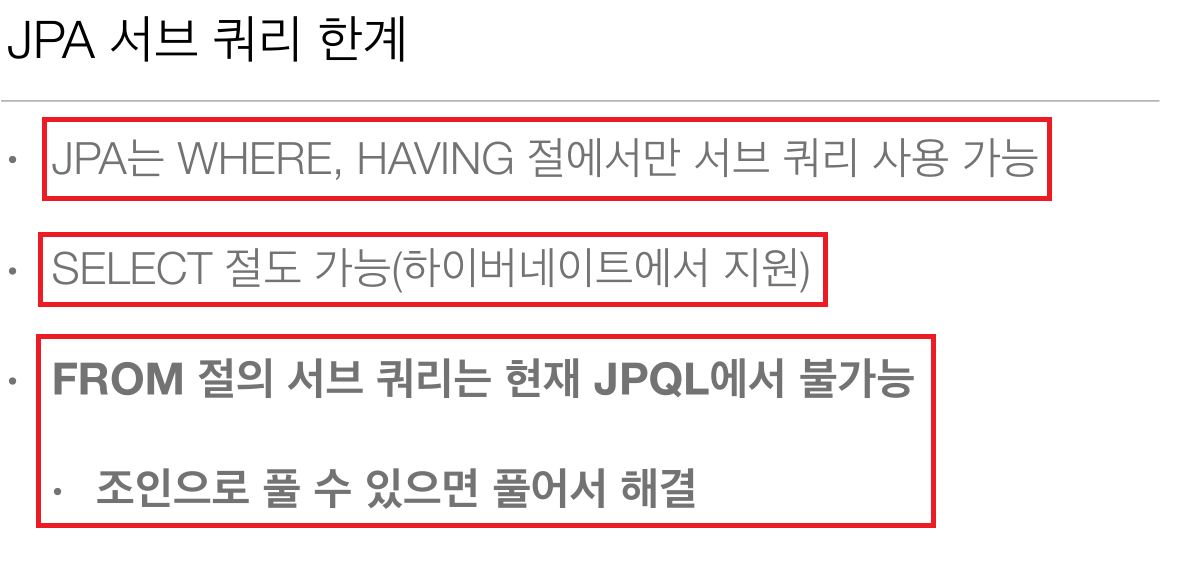 JPA 서브 쿼리 한계
• JPA는 WHERE, HAVING 절에서만 서브 쿼리 사용 가능
• SELECT 절도 가능(하이버네이트에서 지원)
• FROM 절의 서브 쿼리는 현재 JPQL에서 불가능
• 조인으로 풀 수 있으면 풀어서 해결